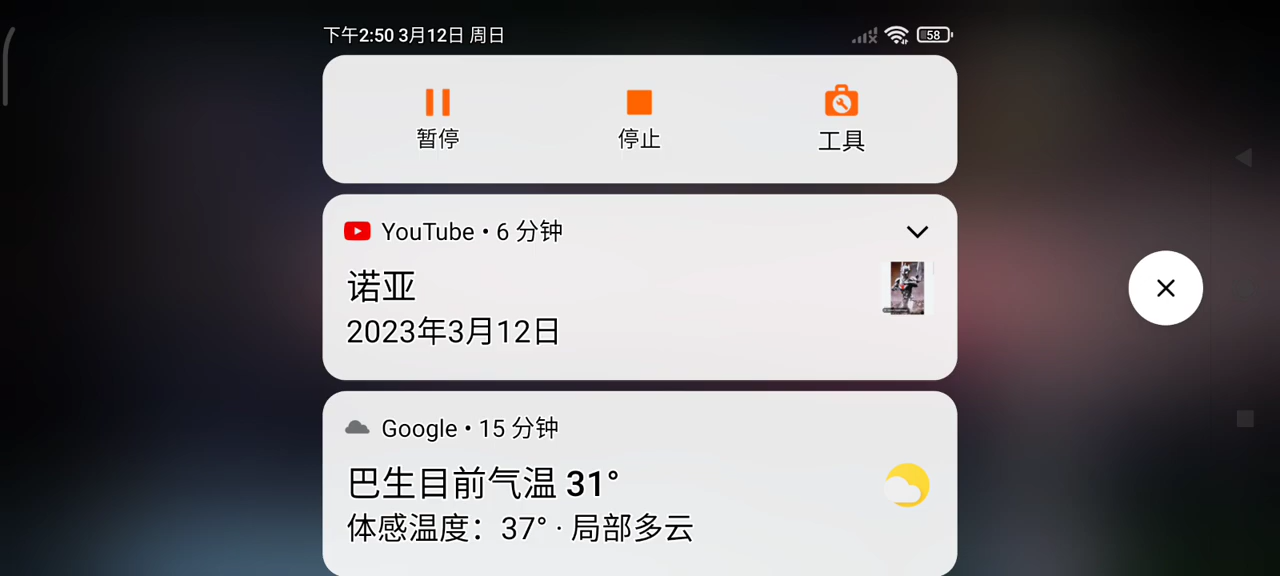 下午2:50 3月12日 周日
58
暂停
停止
工具
YouTube • 6 分钟
诺亚
2023年3月12日
Google • 15 分钟
巴生目前气温 31°
体感温度：37° · 局部多云